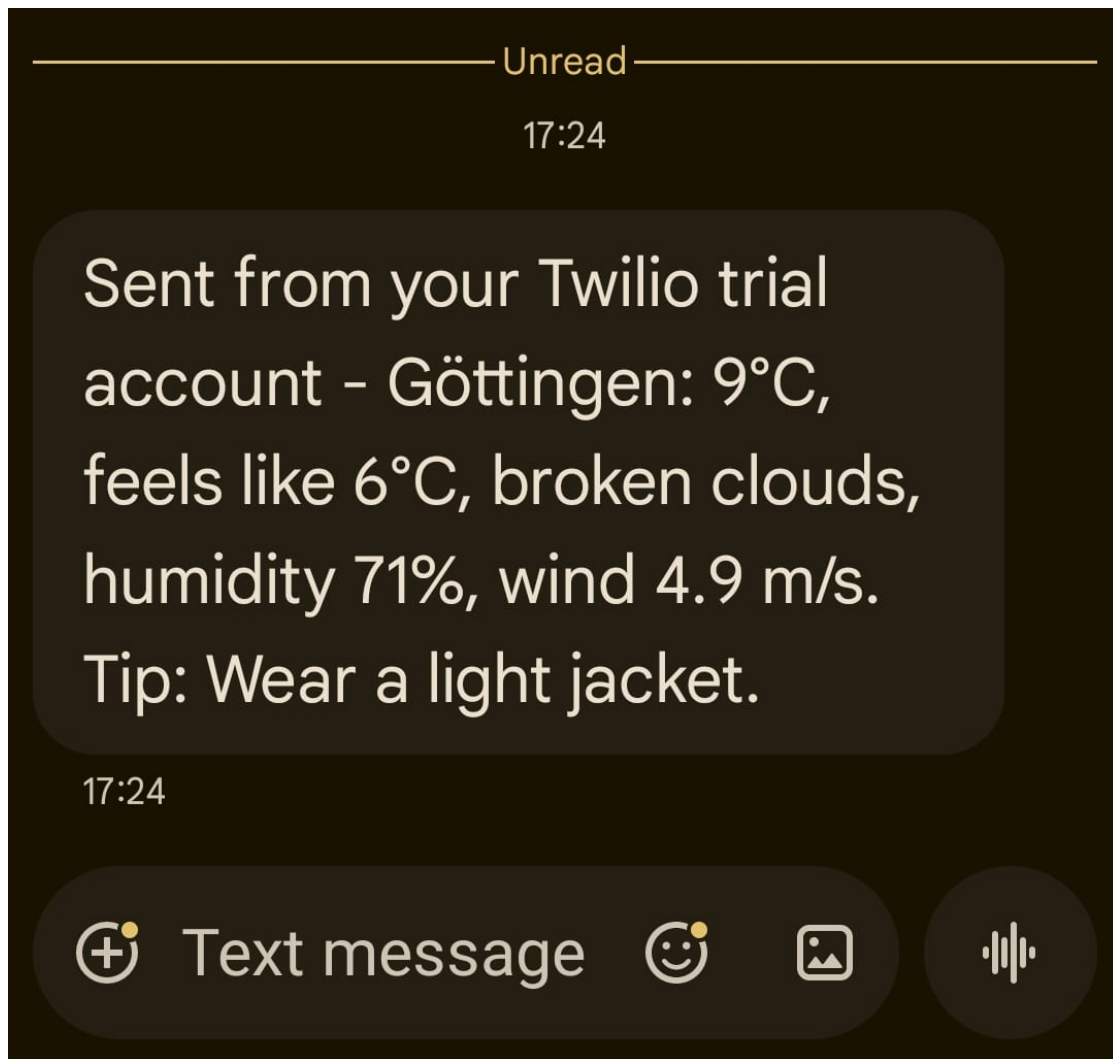 Unread
17:24
Sent from your Twilio trial
account - Göttingen: 9°C,
feels like 6°C, broken clouds,
humidity 71%, wind 4.9 m/s.
Tip: Wear a light jacket.
17:24
Text message